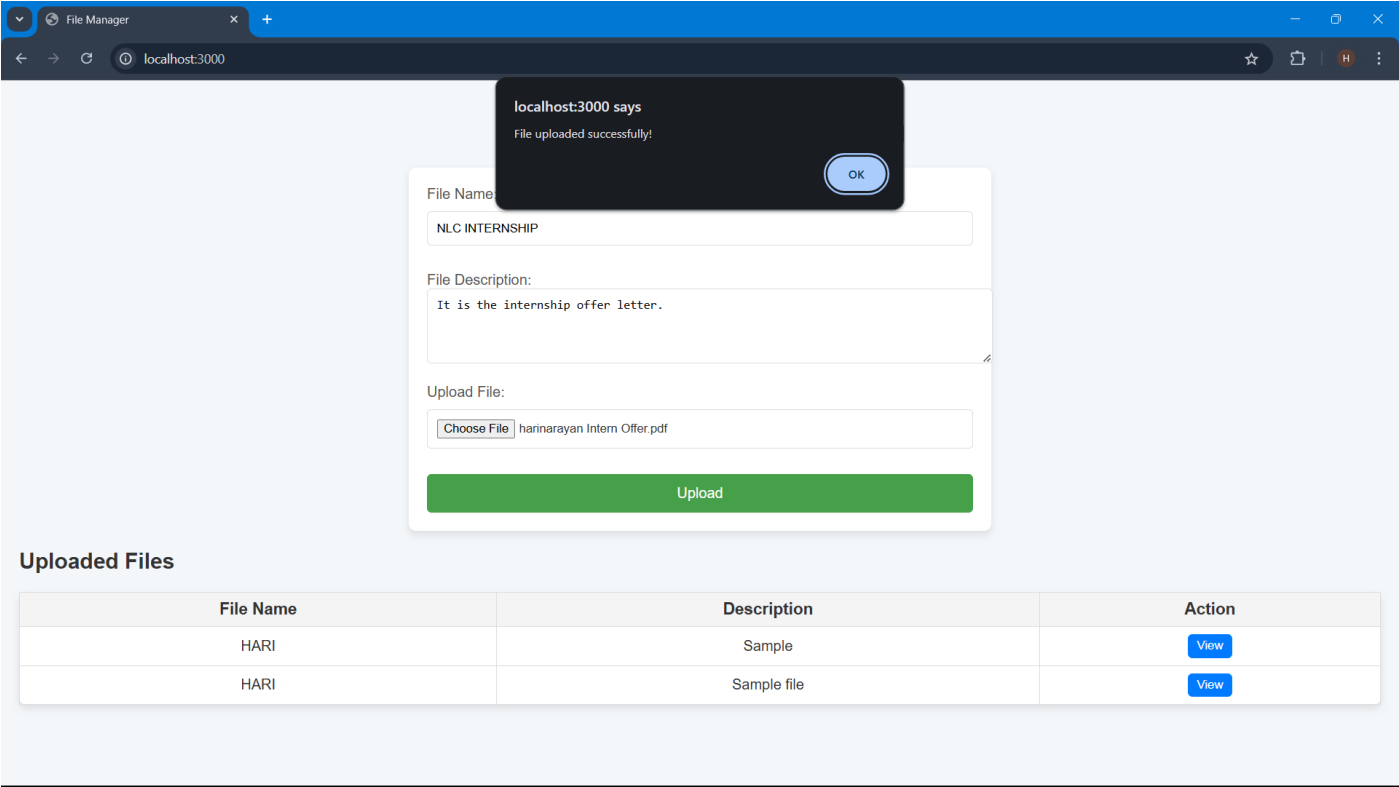 File Manager
localhost:3000
H
localhost:3000 says
File uploaded successfully!
OK
File Name:
NLC INTERNSHIP
File Description:
It is the internship offer letter.
Upload File:
Choose File harinarayan Intern Offer.pdf
Upload
Uploaded Files
File Name Description Action
HARI Sample View
HARI Sample file View